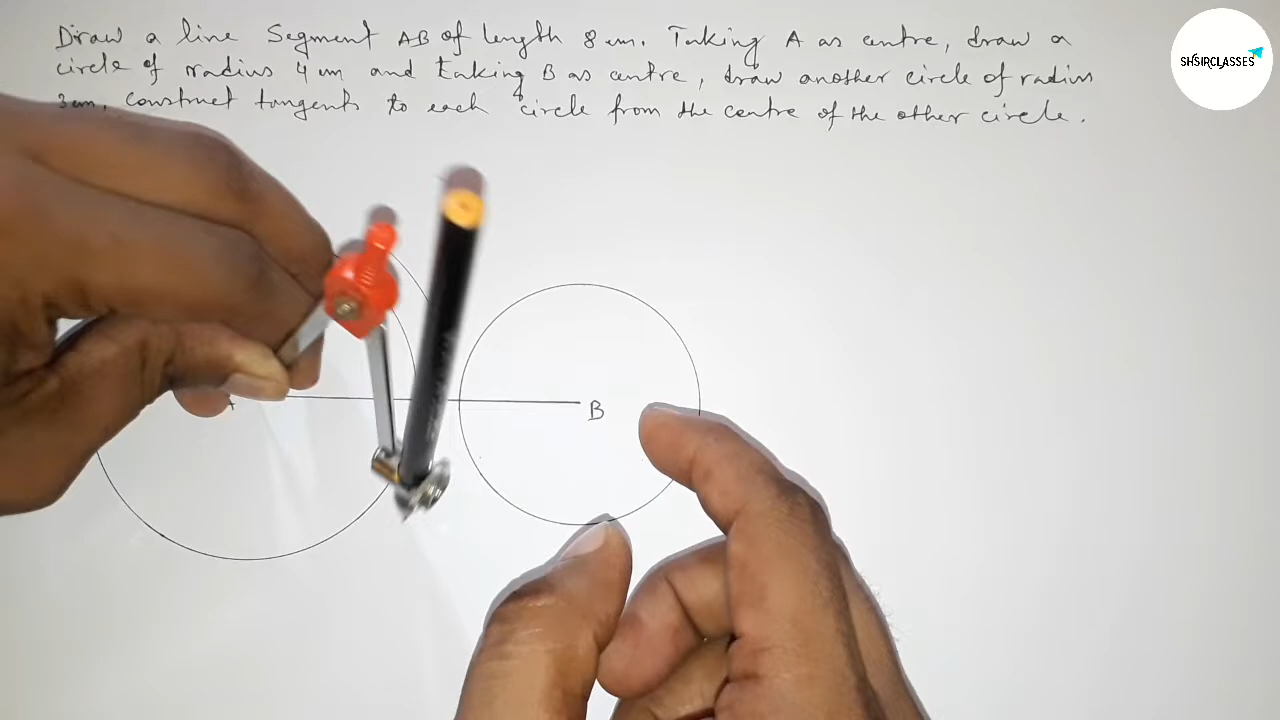 Draw a line Segment AB of length 8 cm. Taking A as centre, draw a
circle of radius 4 cm and taking B as centre, draw another circle of radius
3cm. Construct tangents to each circle from the centre of the other circle.
SHSIRCLASSES
B